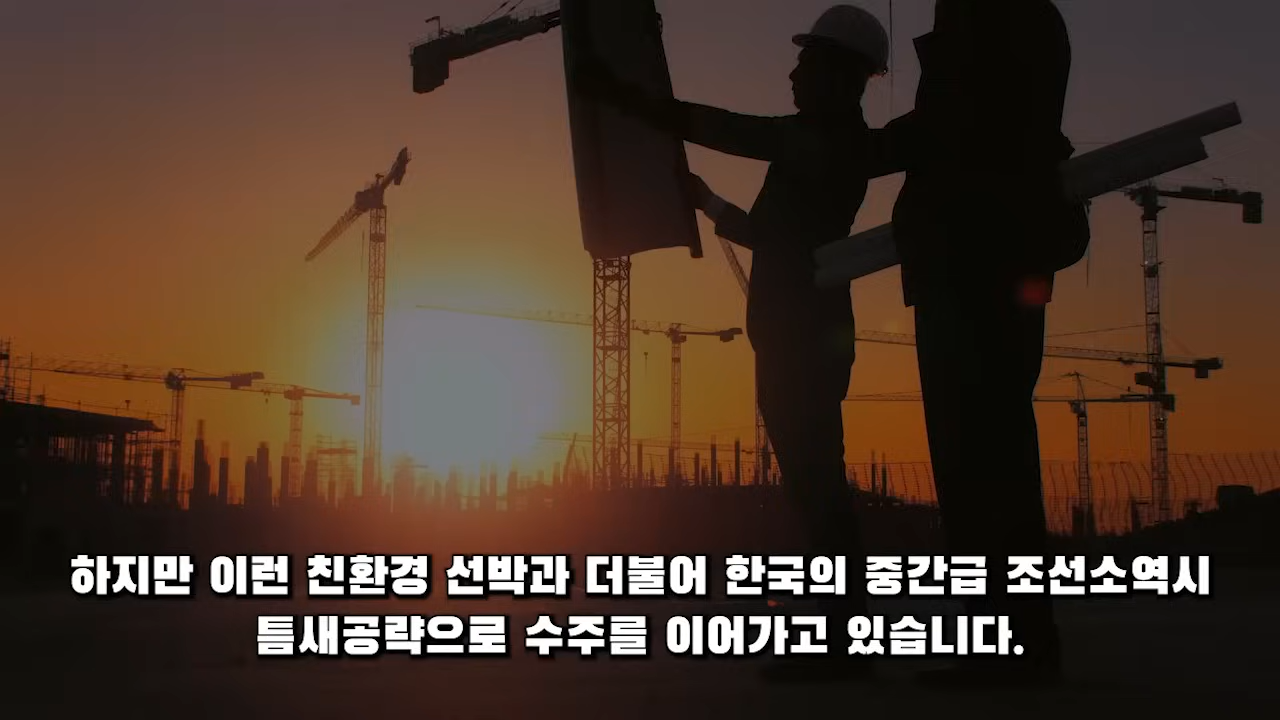 하지만 이런 친환경 선박과 더불어 한국의 중간급 조선소역시
틈새공략으로 수주를 이어가고 있습니다.